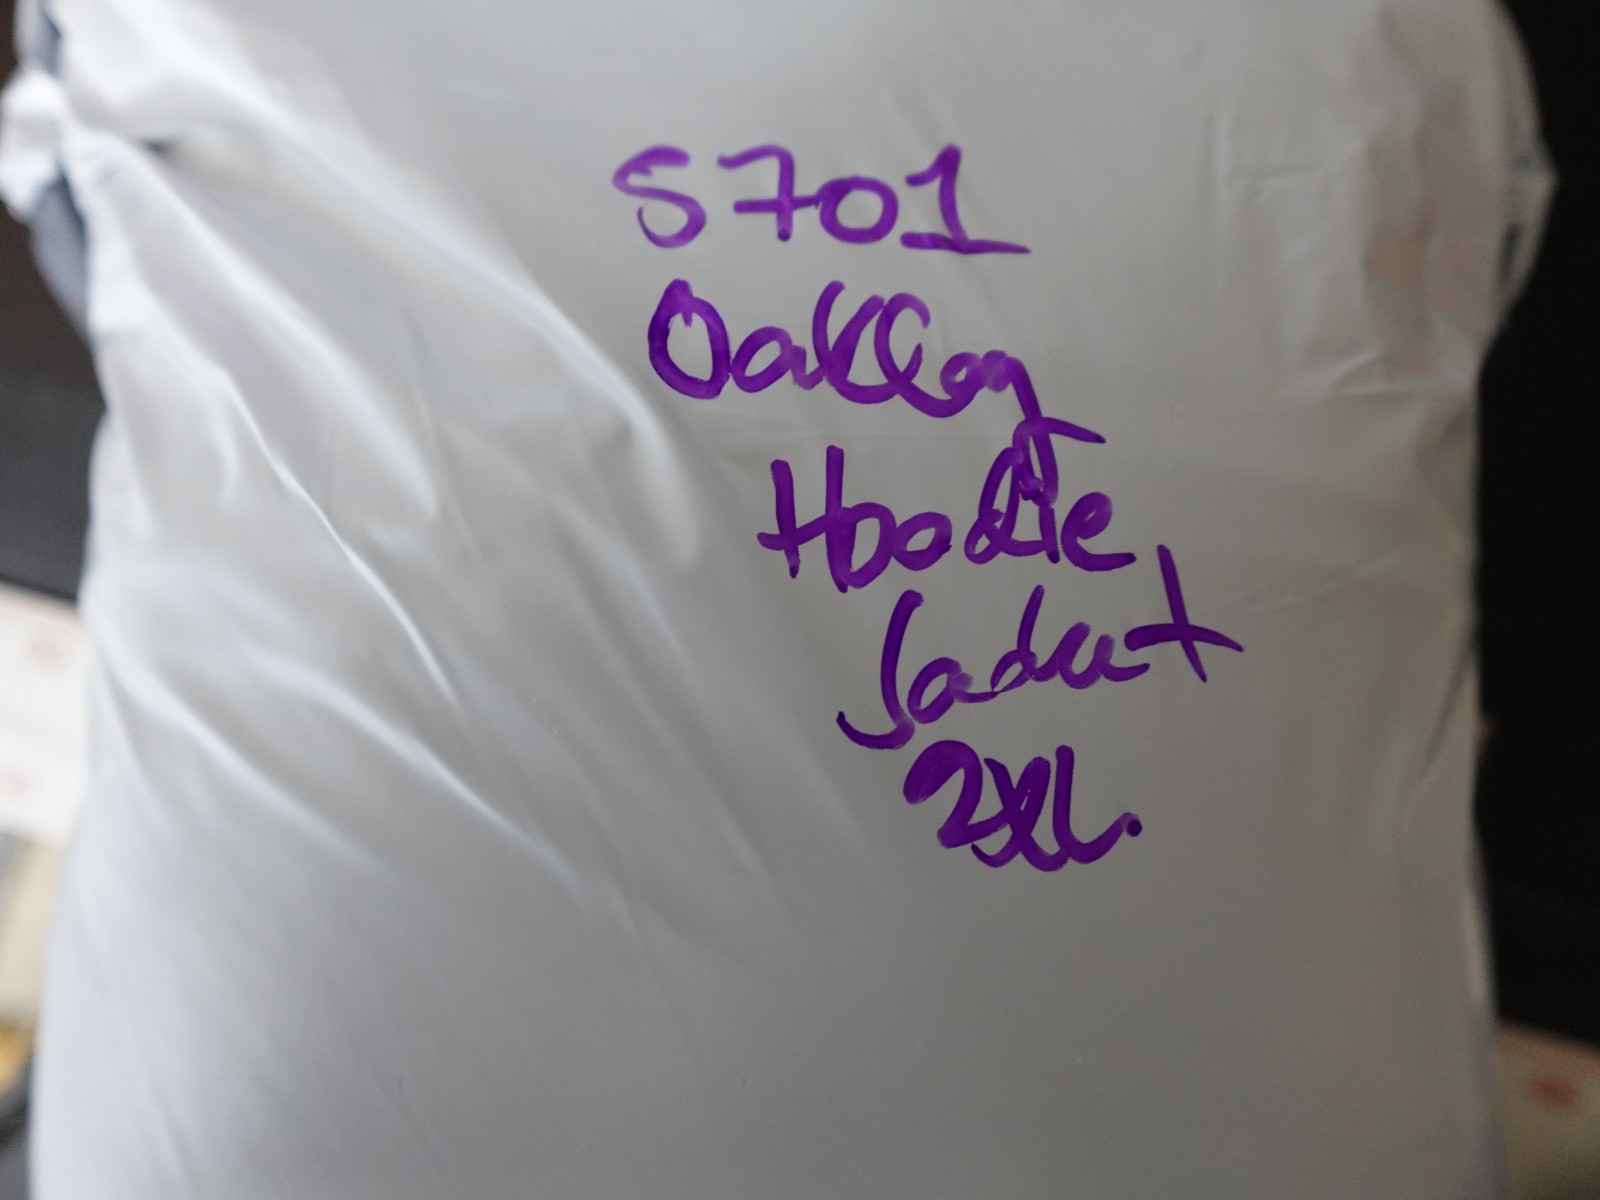 S701
Oakley
Hoodie
Jacket
2XL.